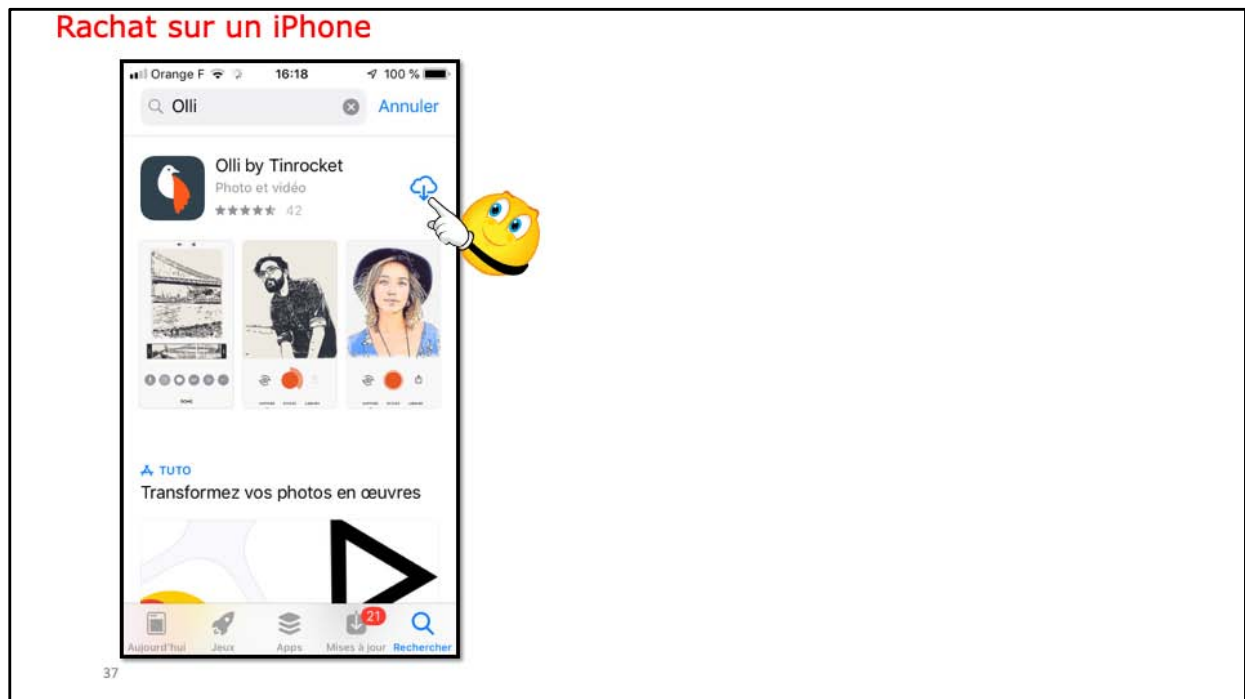 Rachat sur un iPhone
Orange F 16:18 100 %
Olli Annuler
Olli by Tinrocket
Photo et vidéo
42
TUTO
Transformez vos photos en œuvres
21
Aujourd'hui Jeux Apps Mises à jour Rechercher
37